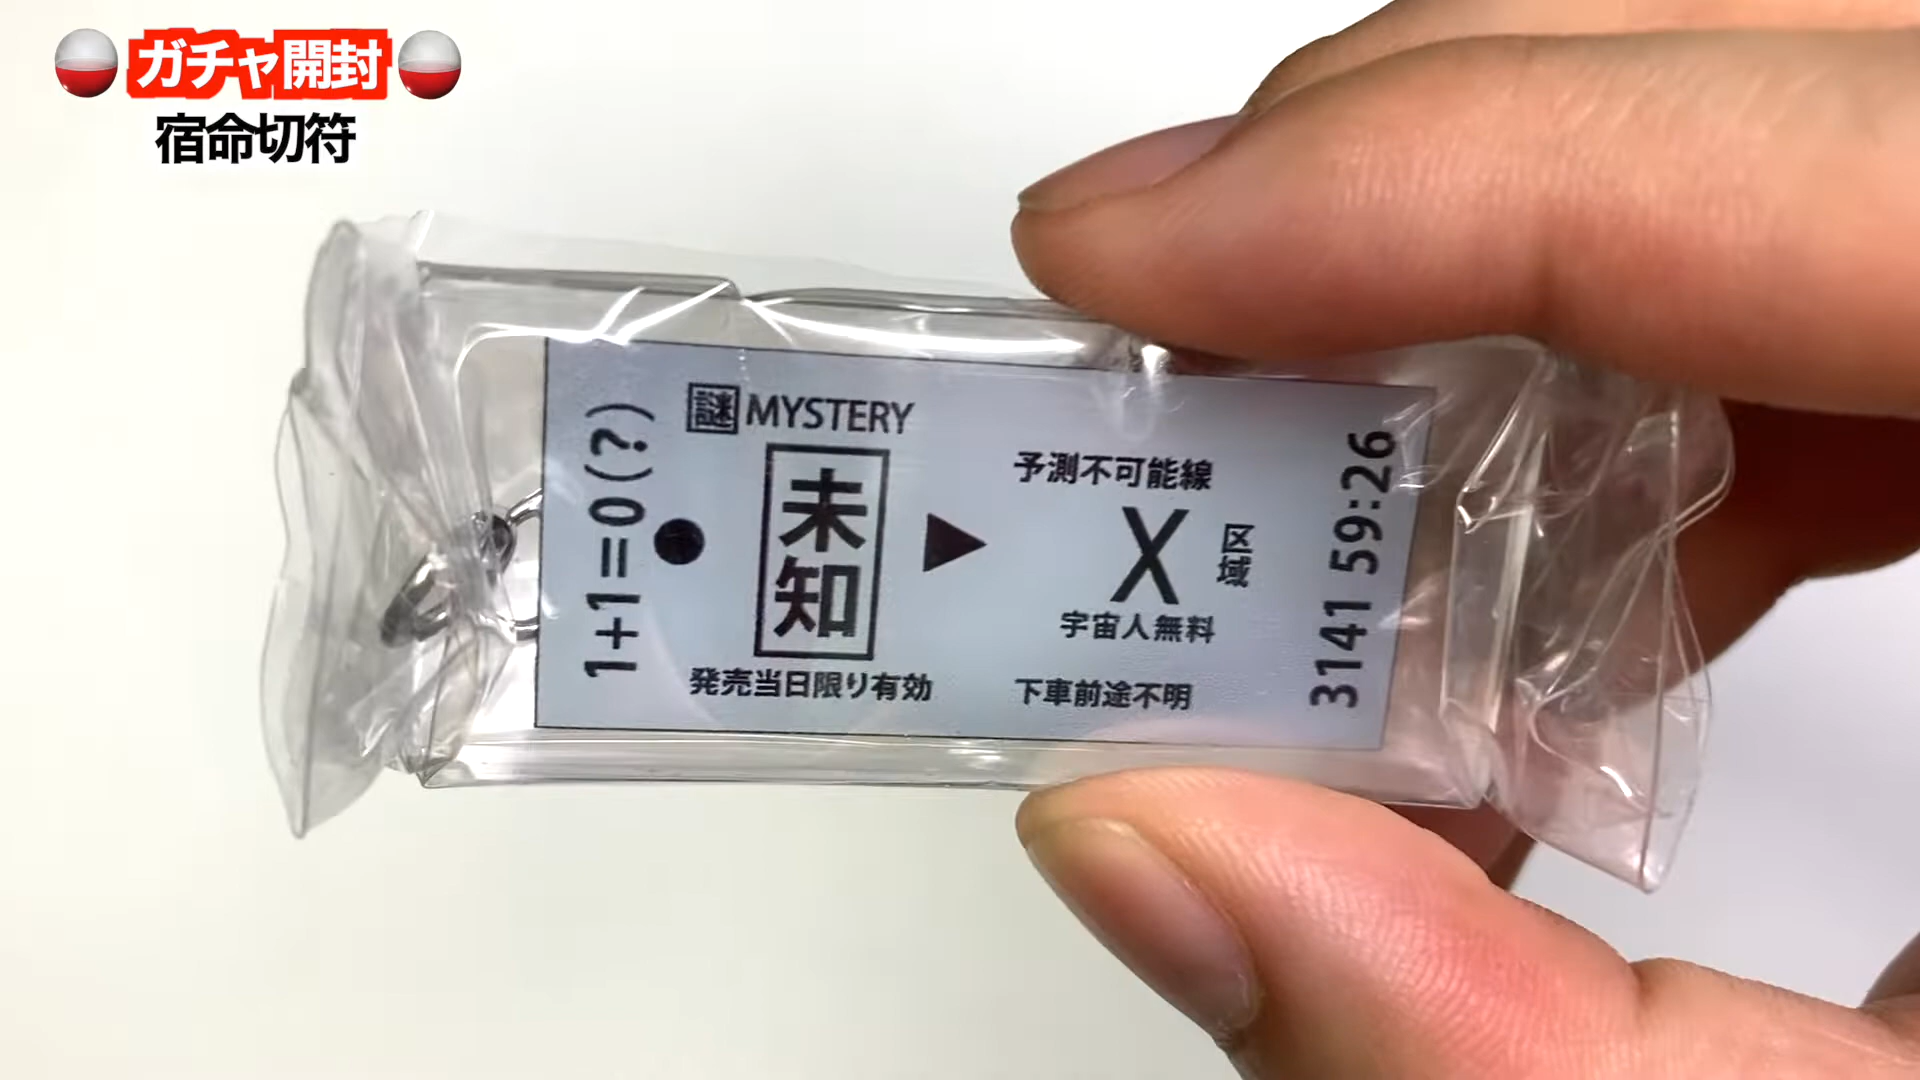 ガチャ開封
宿命切符
1+1=0(?)
謎 MYSTERY
未知
発売当日限り有効
予測不可能線
X 区域
宇宙人無料
下車前途不明
3141 59:26